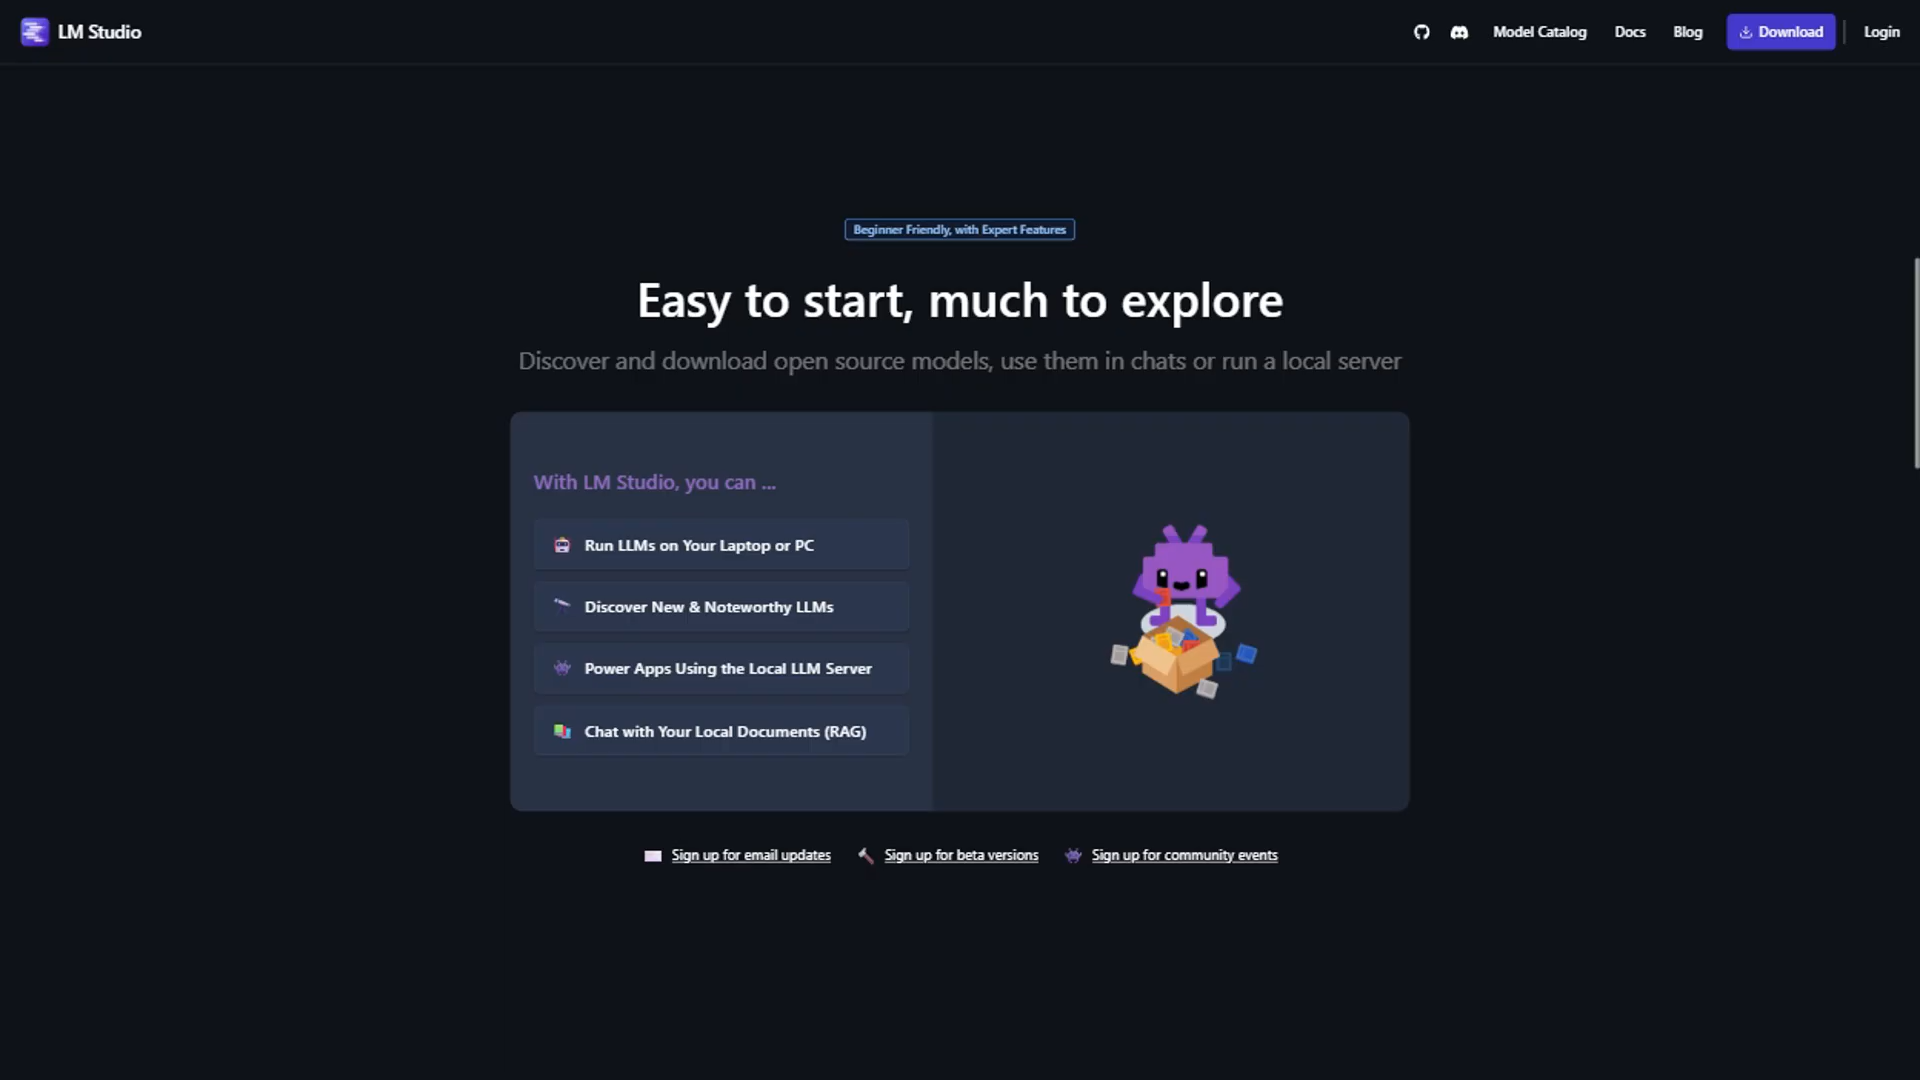 LM Studio
Model Catalog
Docs
Blog
Download
Login
Beginner Friendly, with Expert Features
Easy to start, much to explore
Discover and download open source models, use them in chats or run a local server
With LM Studio, you can ...
Run LLMs on Your Laptop or PC
Discover New & Noteworthy LLMs
Power Apps Using the Local LLM Server
Chat with Your Local Documents (RAG)
Sign up for email updates
Sign up for beta versions
Sign up for community events